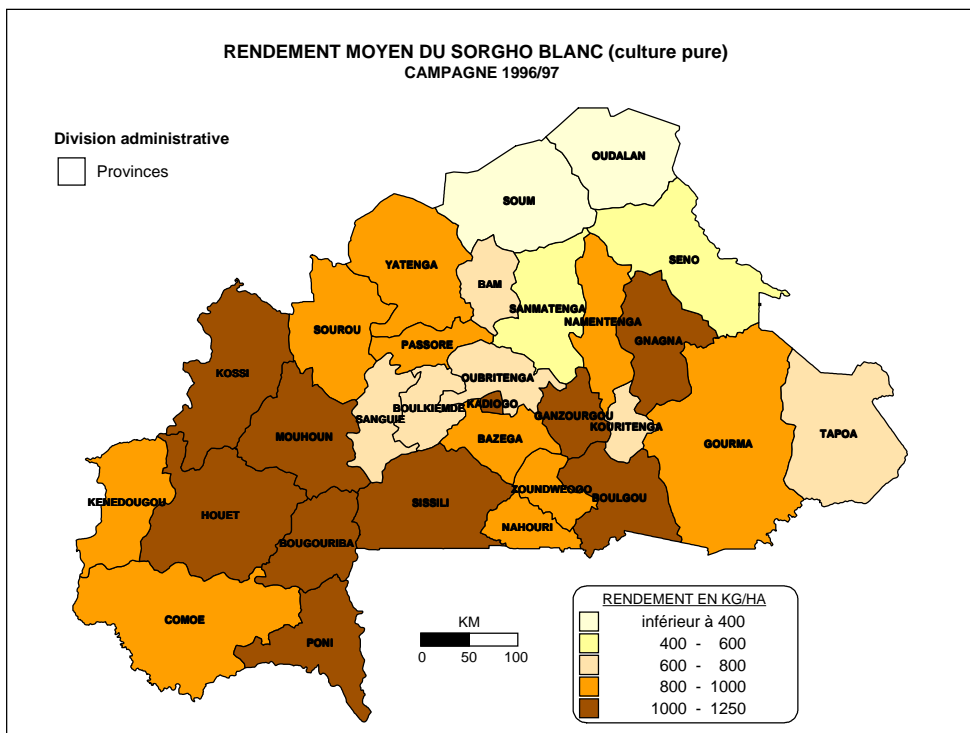 RENDEMENT MOYEN DU SORGHO BLANC (culture pure)
CAMPAGNE 1996/97
Division administrative
Provinces
OUDALAN
SOUM
SENO
YATENGA
BAM
SANMATENGA
NAMENTENGA
SOUROU
PASSORE
GNAGNA
KOSSI
OUBRITENGA
BOULKIEMDE
KADIOGO
SANGUIE
GANZOURGOU
KOURITENGA
MOUHOUN
BAZEGA
GOURMA
TAPOA
KENEDOUGOU
HOUET
SISSILI
ZOUNDWEOGO
BOULGOU
BOUGOURIBA
NAHOURI
COMOE
PONI
KM
0 50 100
RENDEMENT EN KG/HA
inférieur à 400
400 - 600
600 - 800
800 - 1000
1000 - 1250